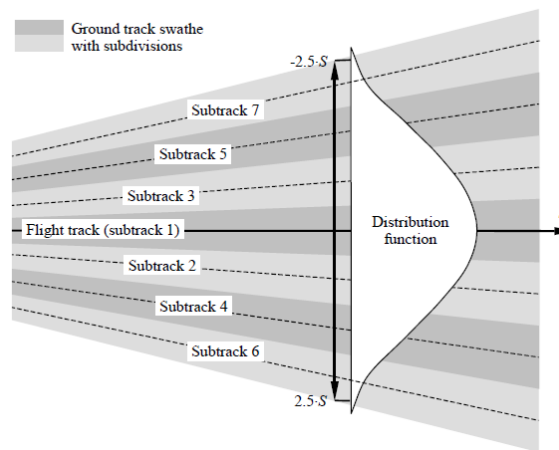 Ground track swathe
with subdivisions
-2.5·S
Subtrack 7
Subtrack 5
Subtrack 3
Flight track (subtrack 1)
Distribution
function
Subtrack 2
Subtrack 4
Subtrack 6
2.5·S